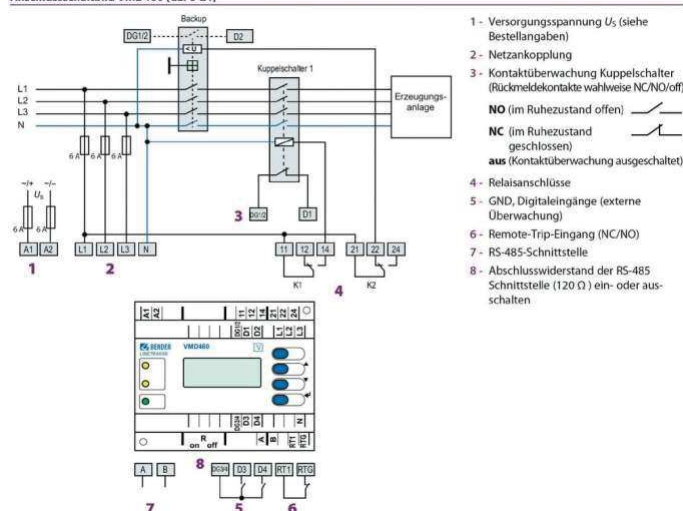 Backup
DG1/2
D2
< U
Kuppelschalter 1
L1
L2
L3
N
Erzeugungs-
anlage
6 A
6 A
6 A
~/+
~/–
US
6 A
6 A
3
DG1/2
D1
A1
A2
L1
L2
L3
N
11
12
14
21
22
24
1
2
K1
4
K2
A1
A2
11
12
14
21
22
24
DG1/2
D1
D2
L1
L2
L3
BENDER
LINETRAXX
VMD460
V
DG3/4
D3
D4
N
R
on off
A
B
RT1
RTG
8
A
B
DG3/4
D3
D4
RT1
RTG
7
5
6
1 - Versorgungsspannung US (siehe
Bestellangaben)
2 - Netzankopplung
3 - Kontaktüberwachung Kuppelschalter
(Rückmeldekontakte wahlweise NC/NO/off)
NO (im Ruhezustand offen)
NC (im Ruhezustand
geschlossen)
aus (Kontaktüberwachung ausgeschaltet)
4 - Relaisanschlüsse
5 - GND, Digitaleingänge (externe
Überwachung)
6 - Remote-Trip-Eingang (NC/NO)
7 - RS-485-Schnittstelle
8 - Abschlusswiderstand der RS-485
Schnittstelle (120 Ω ) ein- oder aus-
schalten